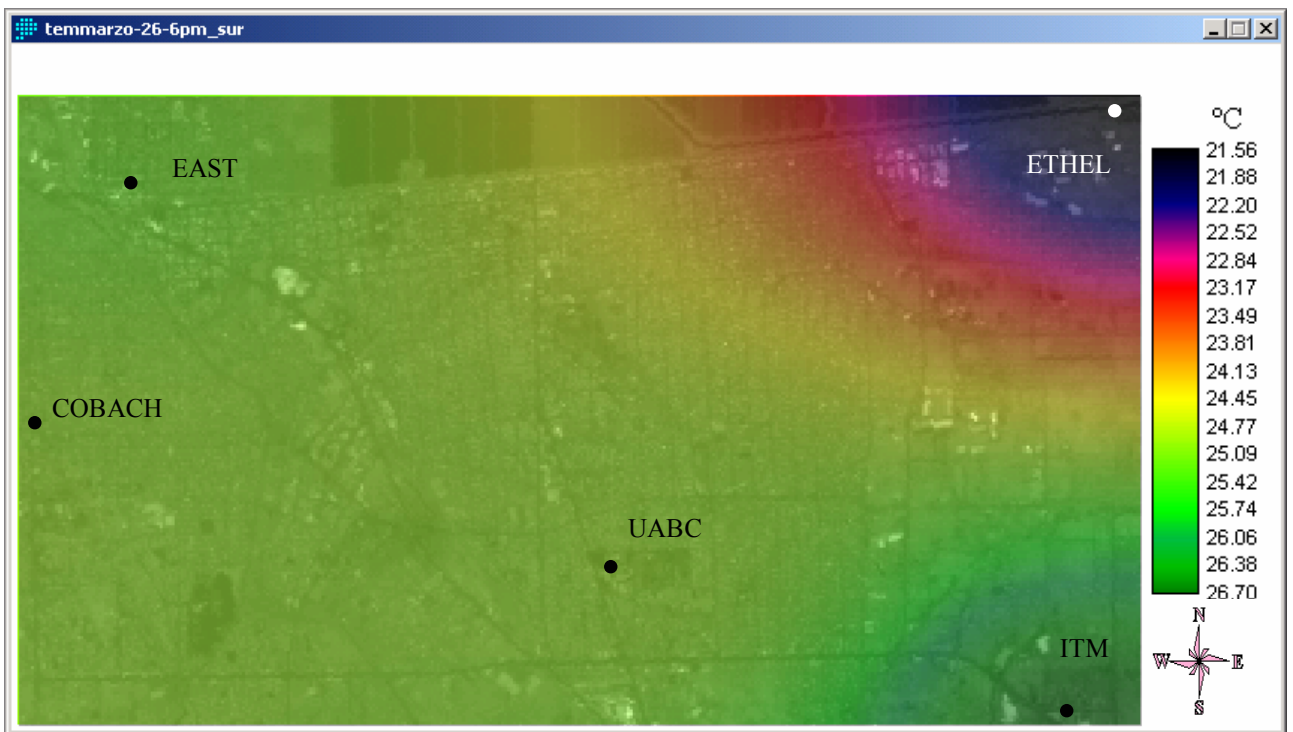 temmarzo-26-6pm_sur
EAST
ETHEL
COBACH
UABC
ITM
°C
21.56
21.88
22.20
22.52
22.84
23.17
23.49
23.81
24.13
24.45
24.77
25.09
25.42
25.74
26.06
26.38
26.70
N
W E
S